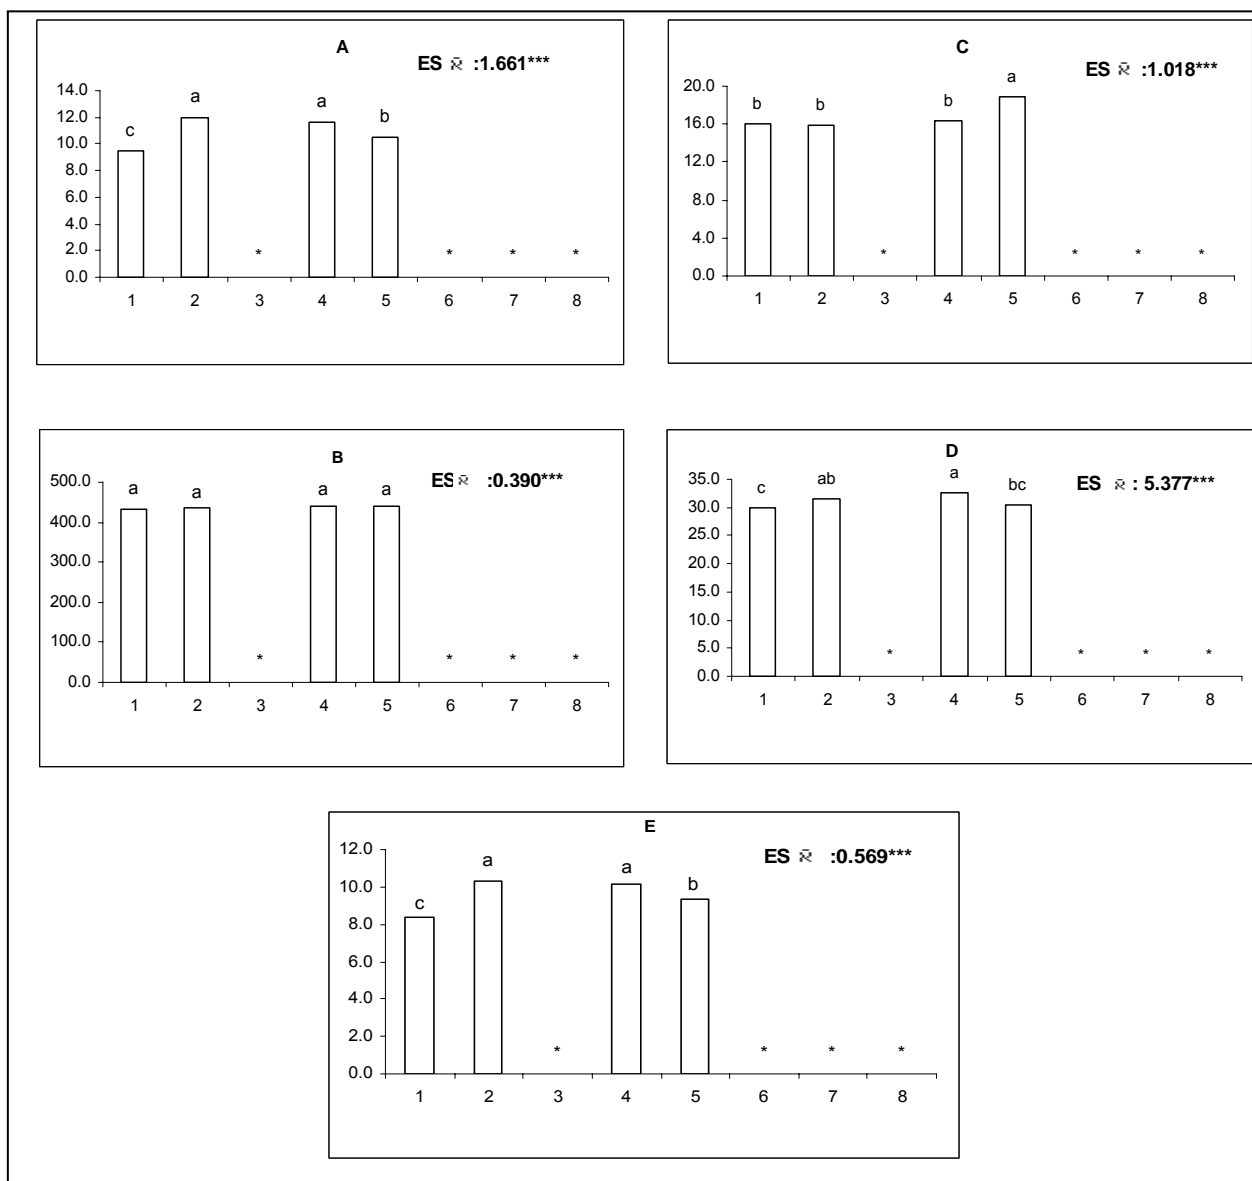 A
ES x̄ :1.661***
14.0
12.0
10.0
8.0
6.0
4.0
2.0
0.0
c a a b
* * * *
1 2 3 4 5 6 7 8
C
ES x̄ :1.018***
20.0
16.0
12.0
8.0
4.0
0.0
b b b a
* * * *
1 2 3 4 5 6 7 8
B
ES x̄ :0.390***
500.0
400.0
300.0
200.0
100.0
0.0
a a a a
* * * *
1 2 3 4 5 6 7 8
D
ES x̄ : 5.377***
35.0
30.0
25.0
20.0
15.0
10.0
5.0
0.0
c ab a bc
* * * *
1 2 3 4 5 6 7 8
E
ES x̄ :0.569***
12.0
10.0
8.0
6.0
4.0
2.0
0.0
c a a b
* * * *
1 2 3 4 5 6 7 8